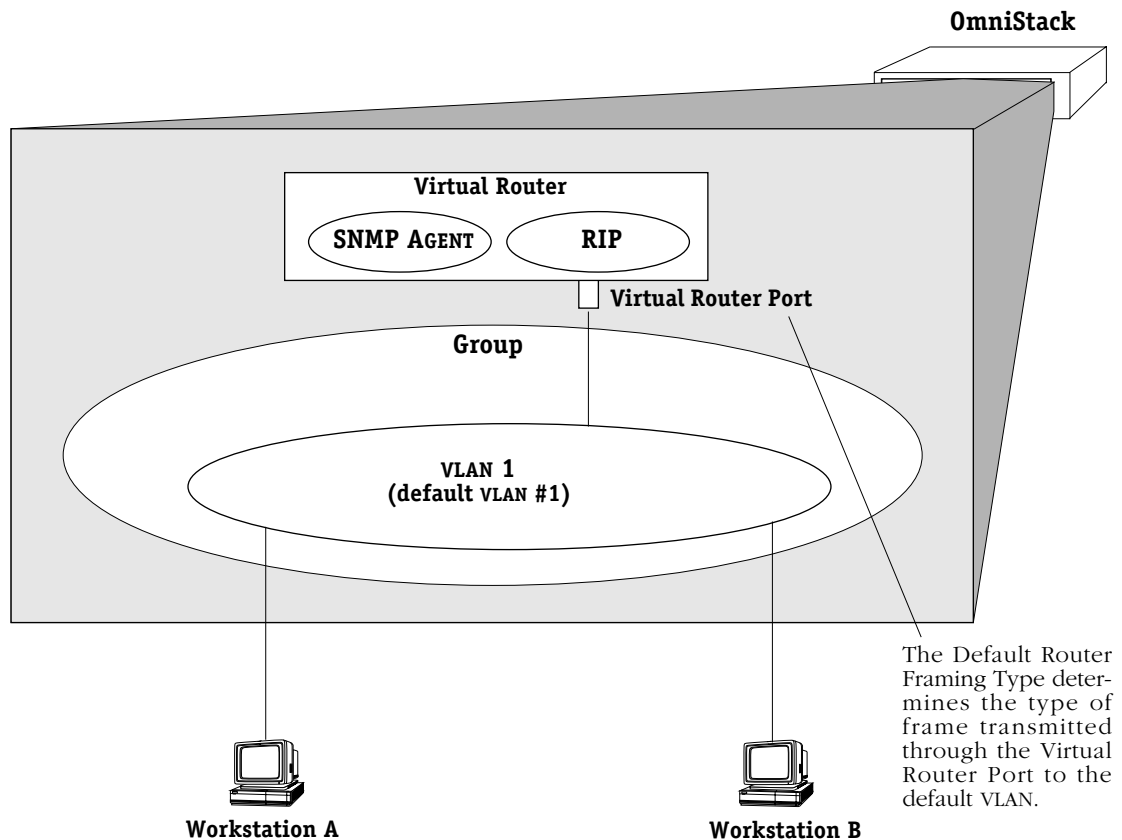 OmniStack
Virtual Router
SNMP AGENT
RIP
Virtual Router Port
Group
VLAN 1
(default VLAN #1)
The Default Router
Framing Type deter-
mines the type of
frame transmitted
through the Virtual
Router Port to the
default VLAN.
Workstation A
Workstation B